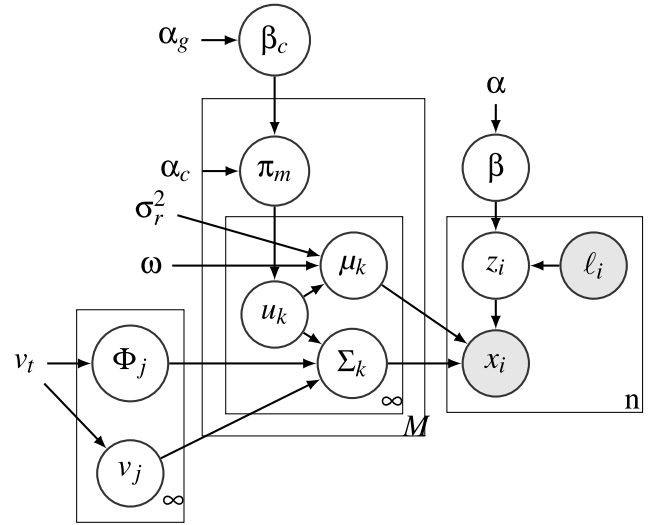 α_g β_c
α
α_c π_m
β
σ_r^2
ω μ_k z_i ℓ_i
u_k
v_t Φ_j Σ_k x_i
∞ n
M
v_j
∞